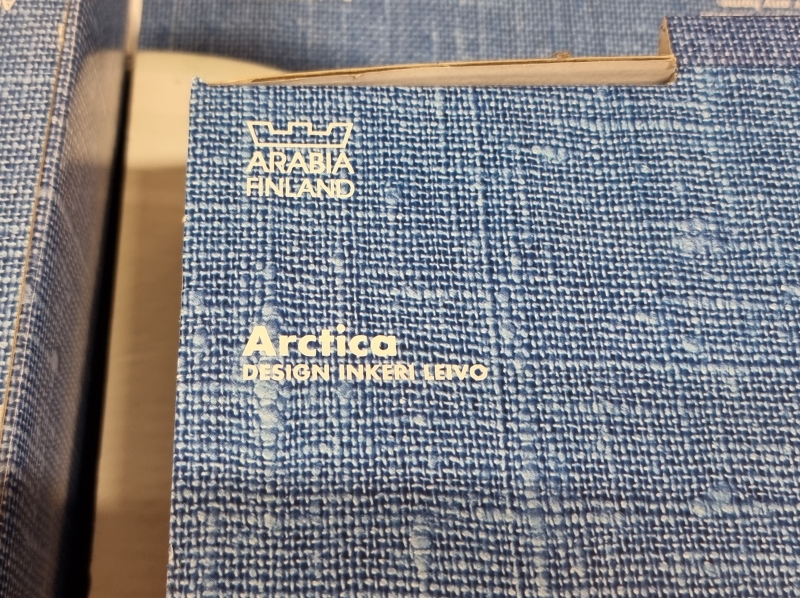 ARABIA
FINLAND
Arctica
DESIGN INKERI LEIVO